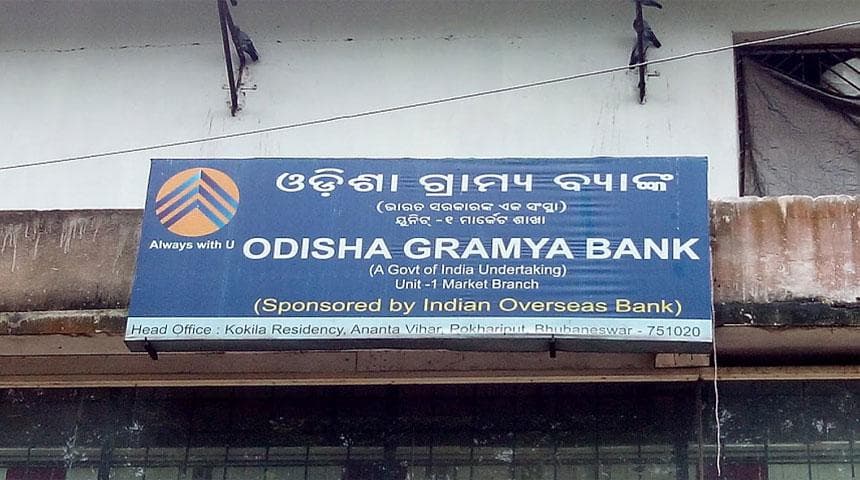 ଓଡ଼ିଶା ଗ୍ରାମ୍ୟ ବ୍ୟାଙ୍କ
(ଭାରତ ସରକାରଙ୍କ ଏକ ସଂସ୍ଥା)
ୟୁନିଟ୍ -୧ ମାର୍କେଟ ଶାଖା
Always with U
ODISHA GRAMYA BANK
(A Govt of India Undertaking)
Unit -1 Market Branch
(Sponsored by Indian Overseas Bank)
Head Office : Kokila Residency, Ananta Vihar, Pokhariput, Bhubaneswar - 751020